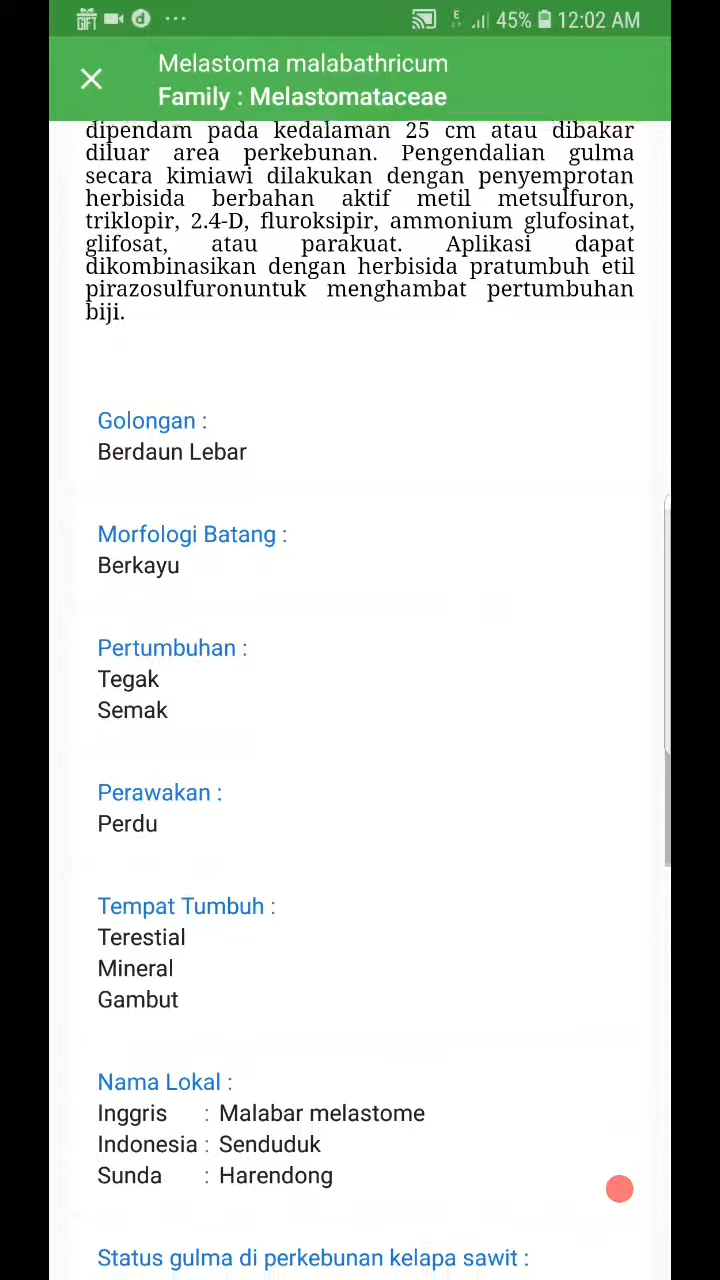 GIFT d ... E 45% 12:02 AM
Melastoma malabathricum
Family : Melastomataceae
dipendam pada kedalaman 25 cm atau dibakar
diluar area perkebunan. Pengendalian gulma
secara kimiawi dilakukan dengan penyemprotan
herbisida berbahan aktif metil metsulfuron,
triklopir, 2.4-D, fluroksipir, ammonium glufosinat,
glifosat, atau parakuat. Aplikasi dapat
dikombinasikan dengan herbisida pratumbuh etil
pirazosulfuronuntuk menghambat pertumbuhan
biji.
Golongan :
Berdaun Lebar
Morfologi Batang :
Berkayu
Pertumbuhan :
Tegak
Semak
Perawakan :
Perdu
Tempat Tumbuh :
Terestial
Mineral
Gambut
Nama Lokal :
Inggris : Malabar melastome
Indonesia : Senduduk
Sunda : Harendong
Status gulma di perkebunan kelapa sawit :